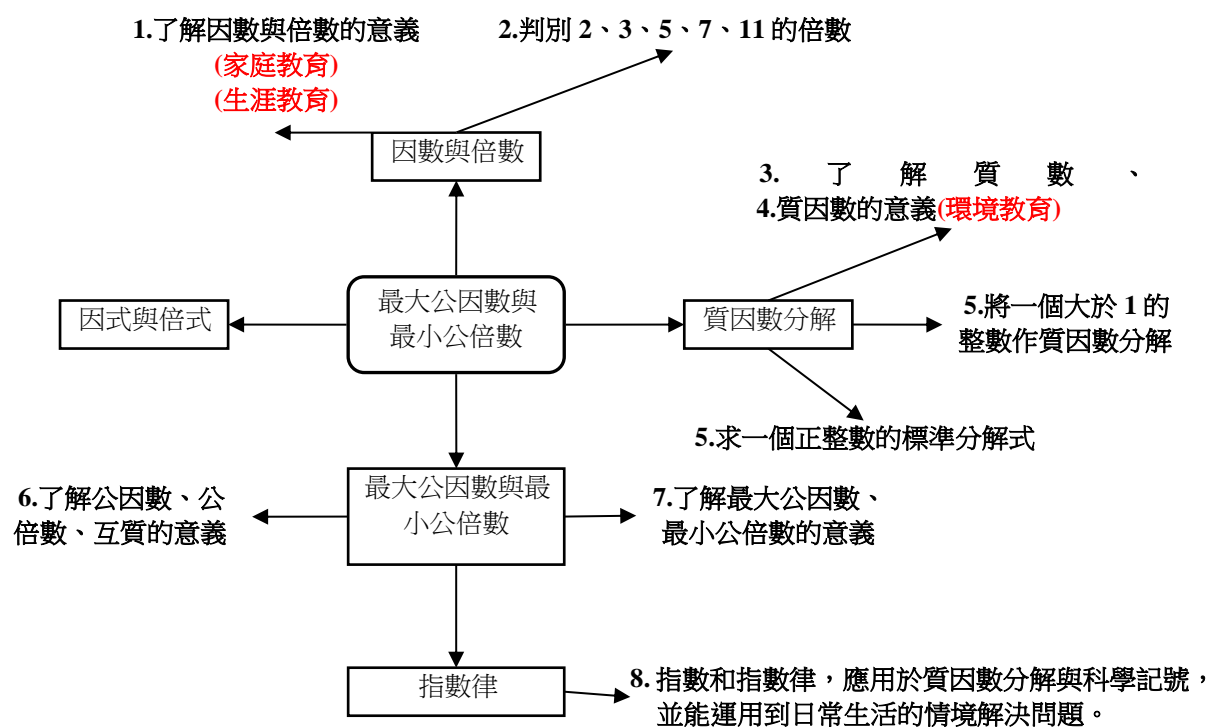 1.了解因數與倍數的意義
(家庭教育)
(生涯教育)
2.判別 2、3、5、7、11 的倍數
因數與倍數
3. 了 解 質 數 、
4.質因數的意義(環境教育)
因式與倍式
最大公因數與
最小公倍數
質因數分解
5.將一個大於 1 的
整數作質因數分解
5.求一個正整數的標準分解式
6.了解公因數、公
倍數、互質的意義
最大公因數與最
小公倍數
7.了解最大公因數、
最小公倍數的意義
指數律
8. 指數和指數律，應用於質因數分解與科學記號，
並能運用到日常生活的情境解決問題。